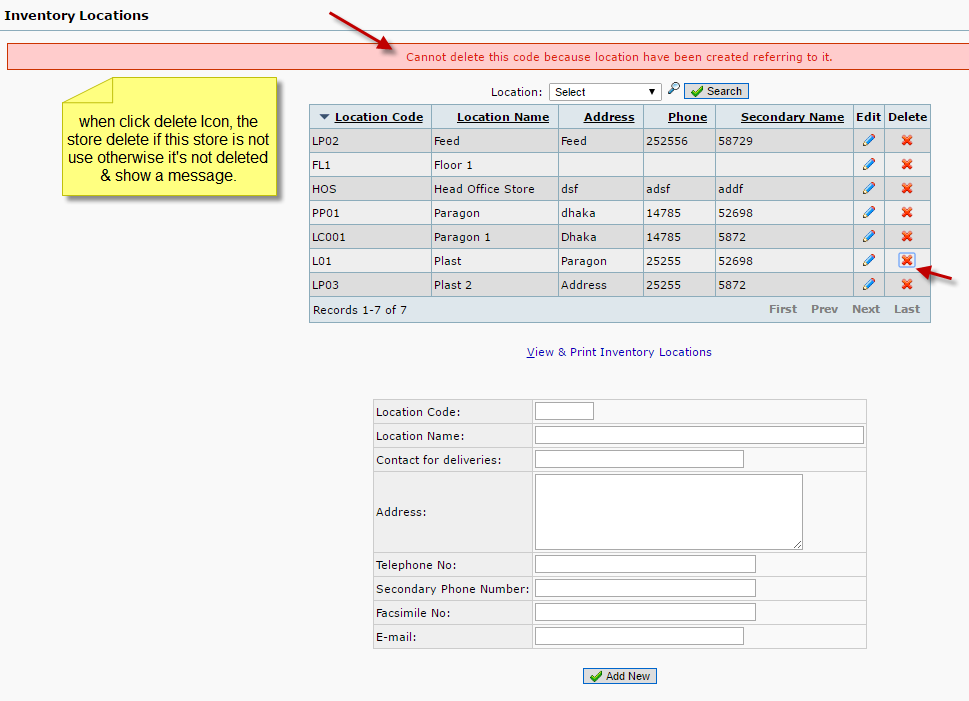 Inventory Locations
Cannot delete this code because location have been created referring to it.
when click delete Icon, the
store delete if this store is not
use otherwise it's not deleted
& show a message.
Location: Select Search
Location Code Location Name Address Phone Secondary Name Edit Delete
LP02 Feed Feed 252556 58729
FL1 Floor 1
HOS Head Office Store dsf adsf addf
PP01 Paragon dhaka 14785 52698
LC001 Paragon 1 Dhaka 14785 5872
L01 Plast Paragon 25255 52698
LP03 Plast 2 Address 25255 5872
Records 1-7 of 7 First Prev Next Last
View & Print Inventory Locations
Location Code:
Location Name:
Contact for deliveries:
Address:
Telephone No:
Secondary Phone Number:
Facsimile No:
E-mail:
Add New